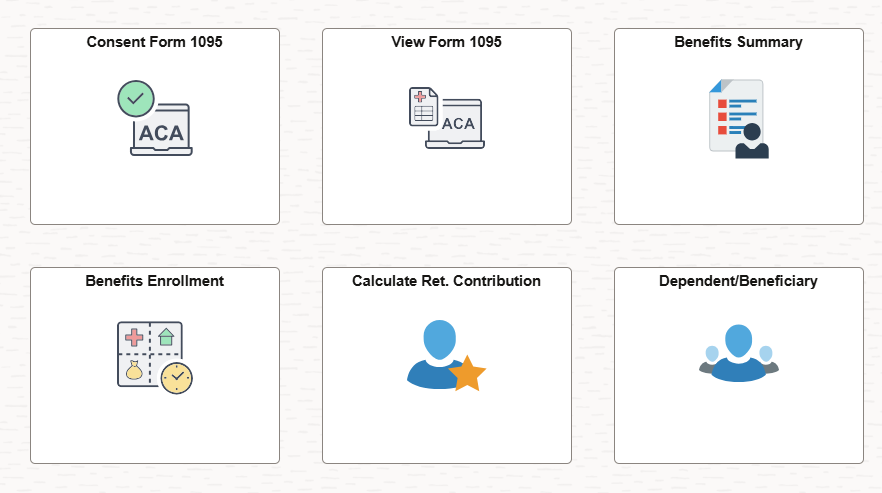 Consent Form 1095
View Form 1095
Benefits Summary
ACA
ACA
Benefits Enrollment
Calculate Ret. Contribution
Dependent/Beneficiary